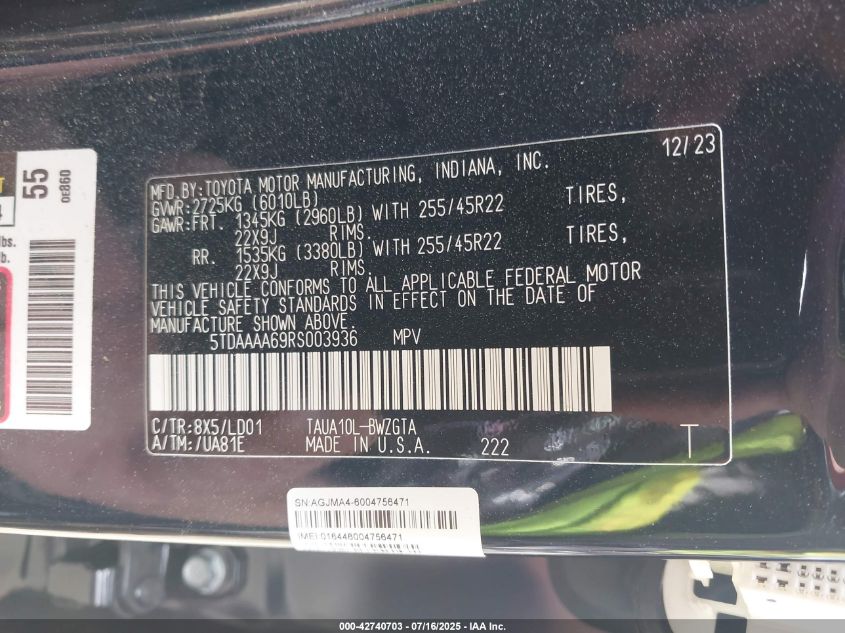 12/23
MFD.BY:TOYOTA MOTOR MANUFACTURING, INDIANA, INC.
GVWR:2725KG (6010LB)
GAWR:FRT. 1345KG (2960LB) WITH 255/45R22 TIRES,
22X9J RIMS.
RR. 1535KG (3380LB) WITH 255/45R22 TIRES,
22X9J RIMS.
THIS VEHICLE CONFORMS TO ALL APPLICABLE FEDERAL MOTOR
VEHICLE SAFETY STANDARDS IN EFFECT ON THE DATE OF
MANUFACTURE SHOWN ABOVE.
5TDAAAA69RS003936 MPV
C/TR:8X5/LD01 TAUA10L-BWZGTA
A/TM:/UA81E MADE IN U.S.A. 222
T
55
OE860
lbs.
lb.
SN:AGJMA4-6004756471
IMEI:016448004756471
000-42740703 - 07/16/2025 - IAA Inc.